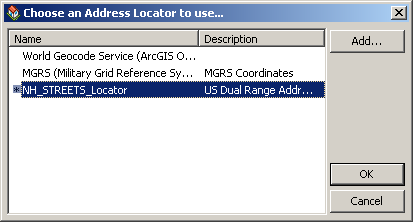 Choose an Address Locator to use...
Name Description
World Geocode Service (ArcGIS O...
MGRS (Military Grid Reference Sy... MGRS Coordinates
NH_STREETS_Locator US Dual Range Addr...
Add...
OK
Cancel